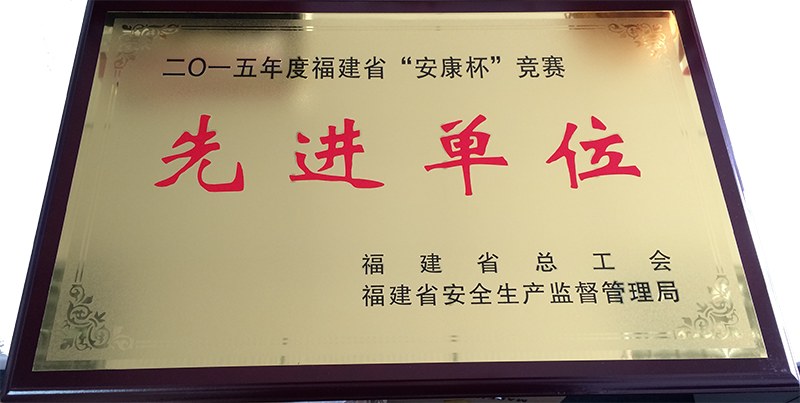 二〇一五年度福建省“安康杯”竞赛
先进单位
福建省总工会
福建省安全生产监督管理局